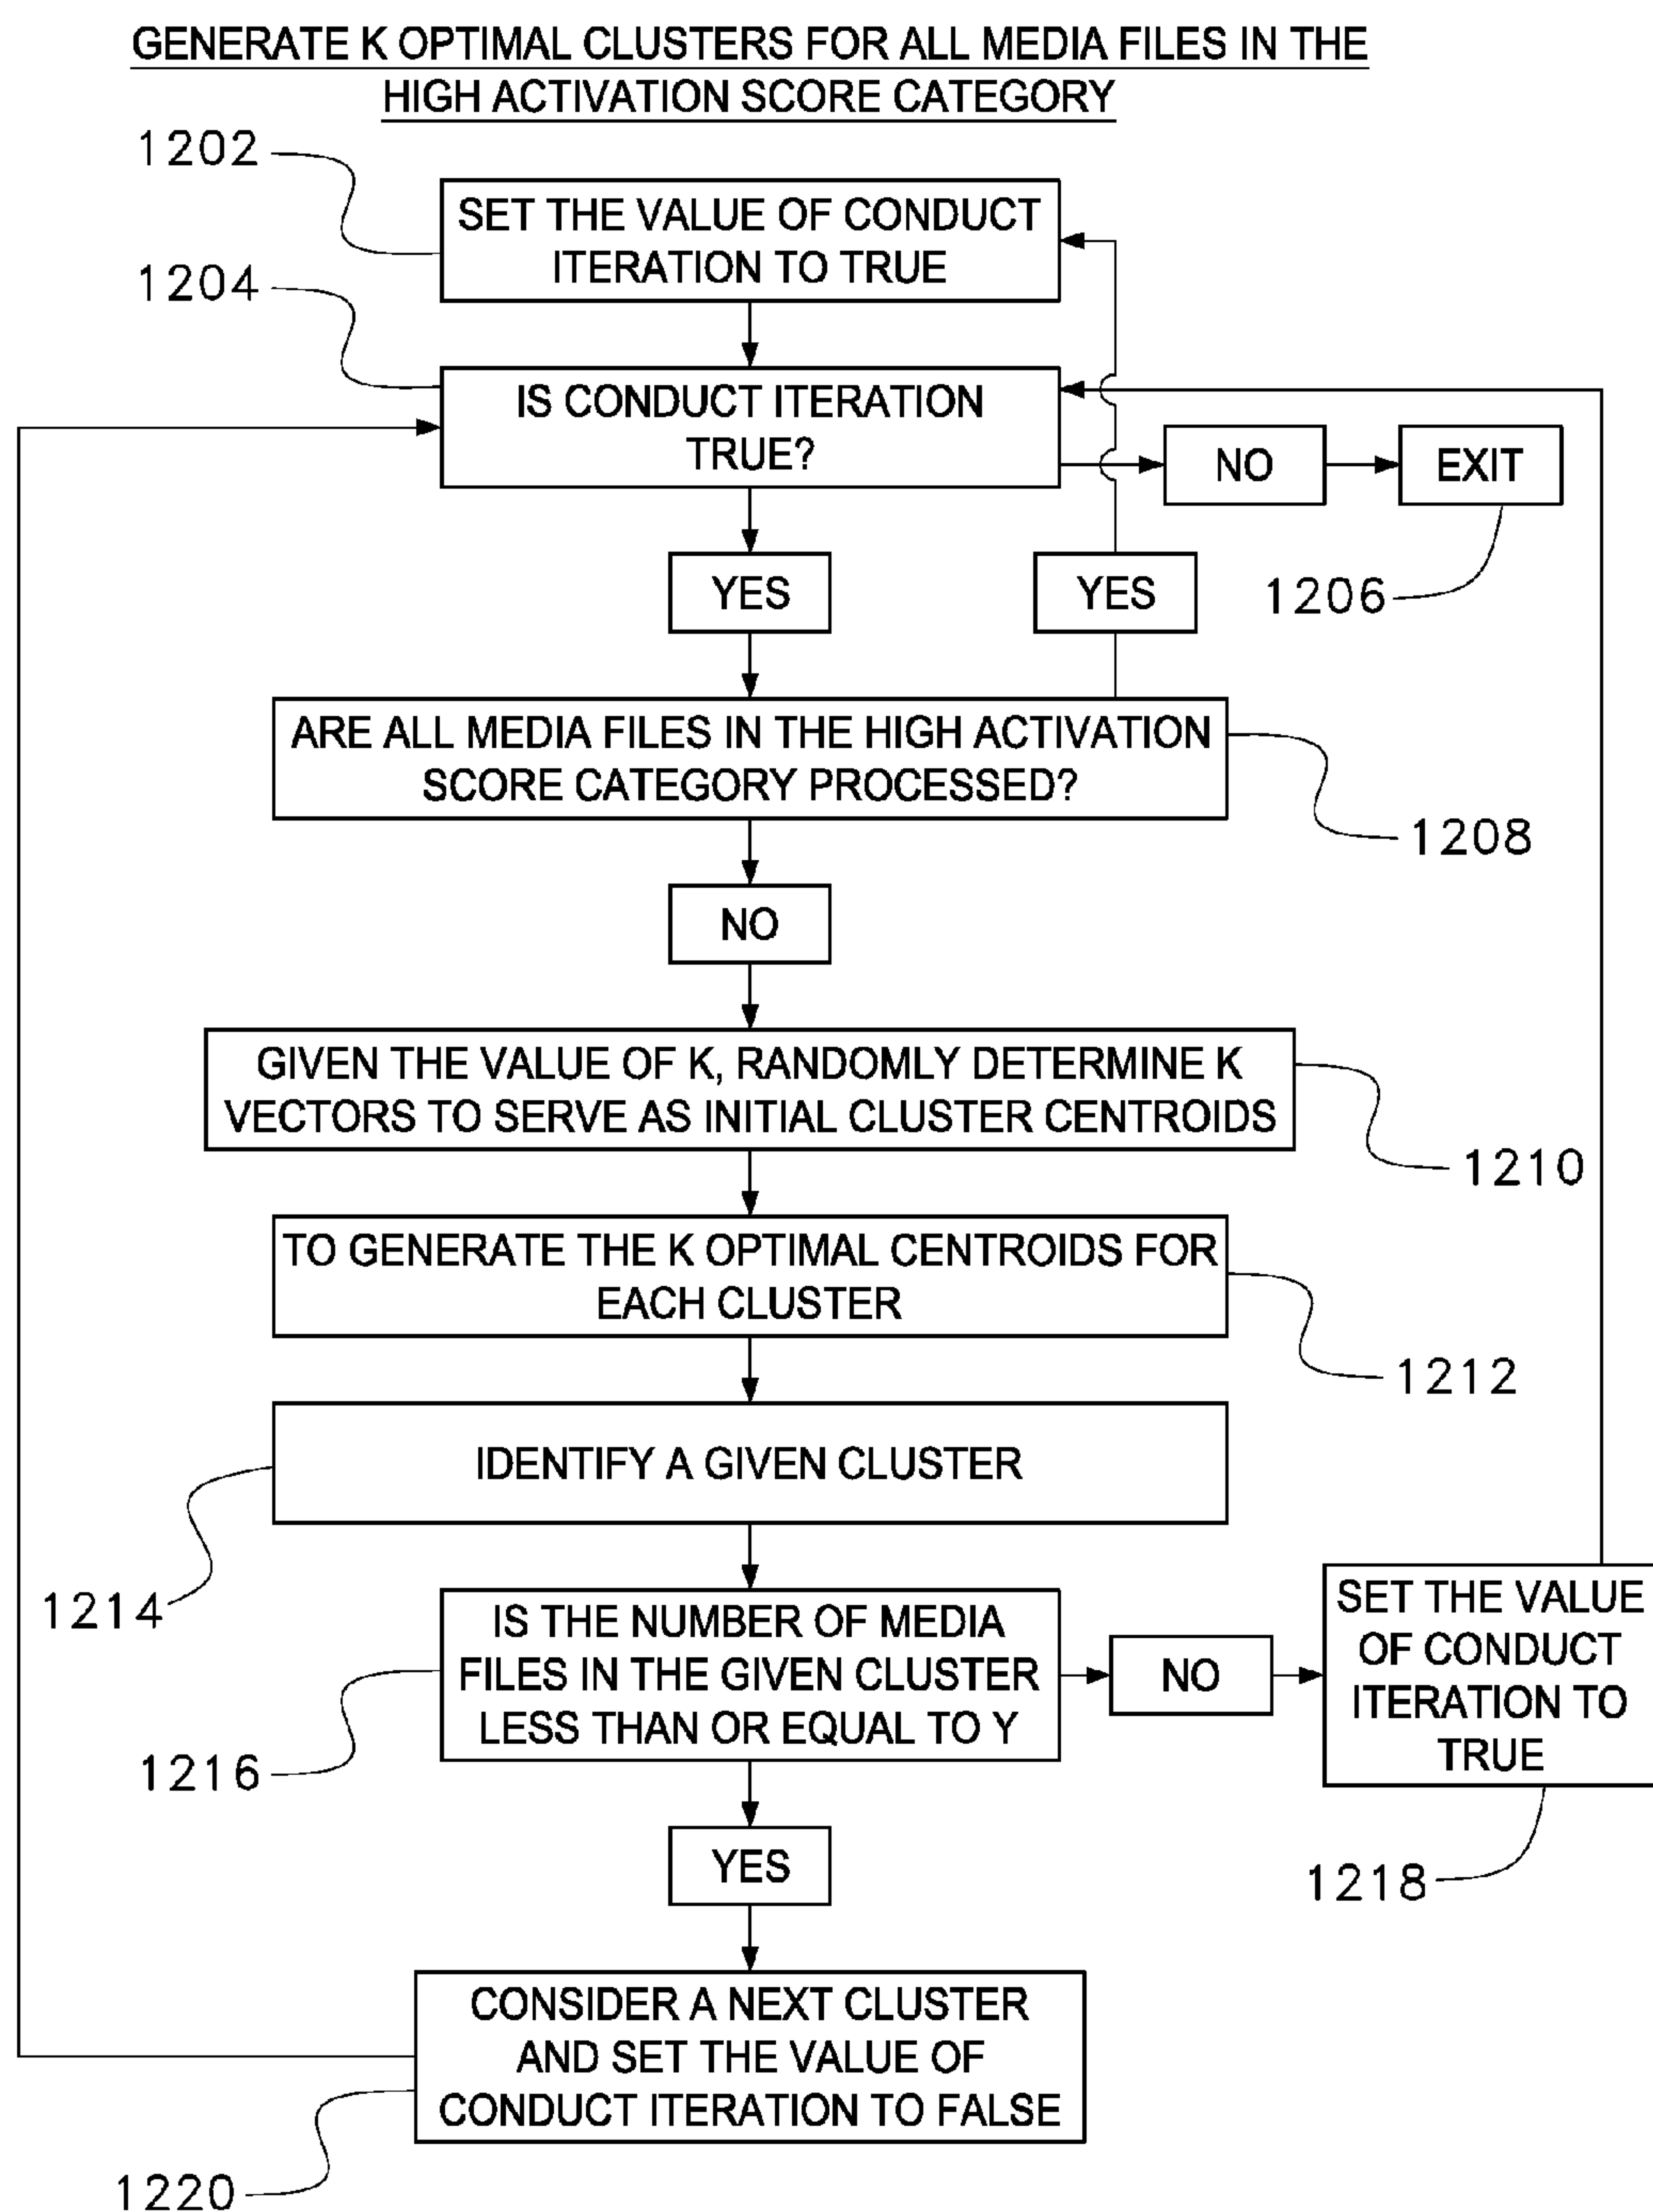 GENERATE K OPTIMAL CLUSTERS FOR ALL MEDIA FILES IN THE
HIGH ACTIVATION SCORE CATEGORY
1202
SET THE VALUE OF CONDUCT
ITERATION TO TRUE
1204
IS CONDUCT ITERATION
TRUE?
NO
EXIT
1206
YES
YES
ARE ALL MEDIA FILES IN THE HIGH ACTIVATION
SCORE CATEGORY PROCESSED?
1208
NO
GIVEN THE VALUE OF K, RANDOMLY DETERMINE K
VECTORS TO SERVE AS INITIAL CLUSTER CENTROIDS
1210
TO GENERATE THE K OPTIMAL CENTROIDS FOR
EACH CLUSTER
1212
IDENTIFY A GIVEN CLUSTER
1214
IS THE NUMBER OF MEDIA
FILES IN THE GIVEN CLUSTER
LESS THAN OR EQUAL TO Y
1216
NO
SET THE VALUE
OF CONDUCT
ITERATION TO
TRUE
1218
YES
CONSIDER A NEXT CLUSTER
AND SET THE VALUE OF
CONDUCT ITERATION TO FALSE
1220